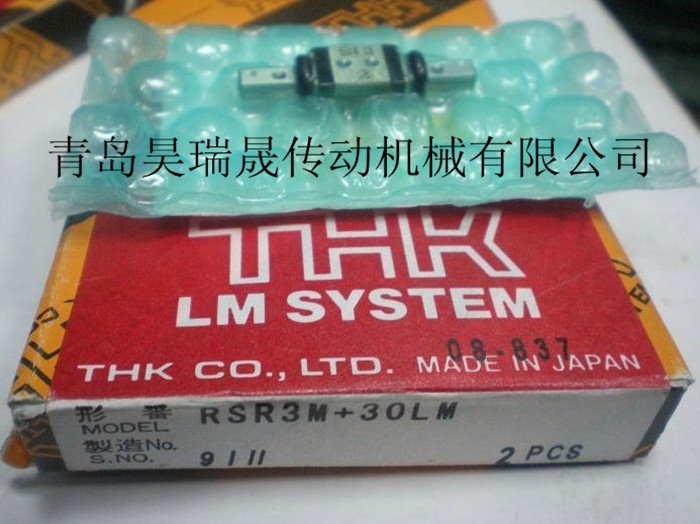 青岛昊瑞晟传动机械有限公司
THK
LM SYSTEM
08-837
THK CO., LTD. MADE IN JAPAN
形番 MODEL RSR3M+30LM
製造No. S.NO. 9111 2 PCS